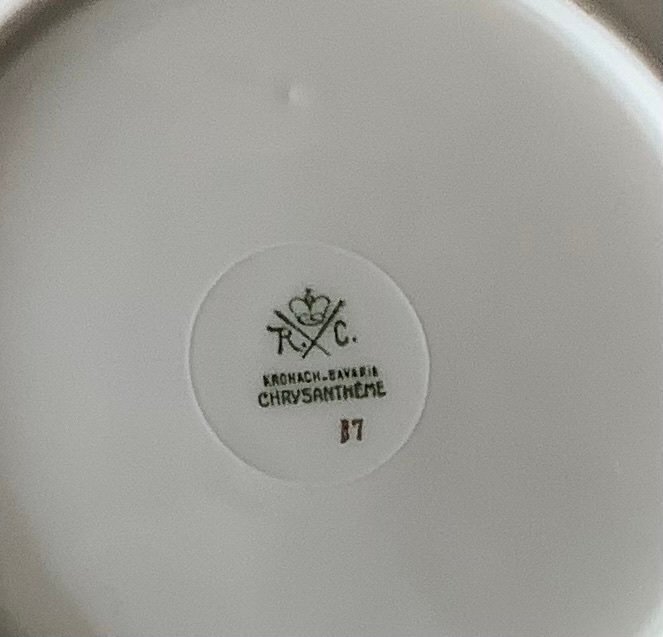 R. C.
KRONACH-BAVARIA
CHRYSANTHÈME
37